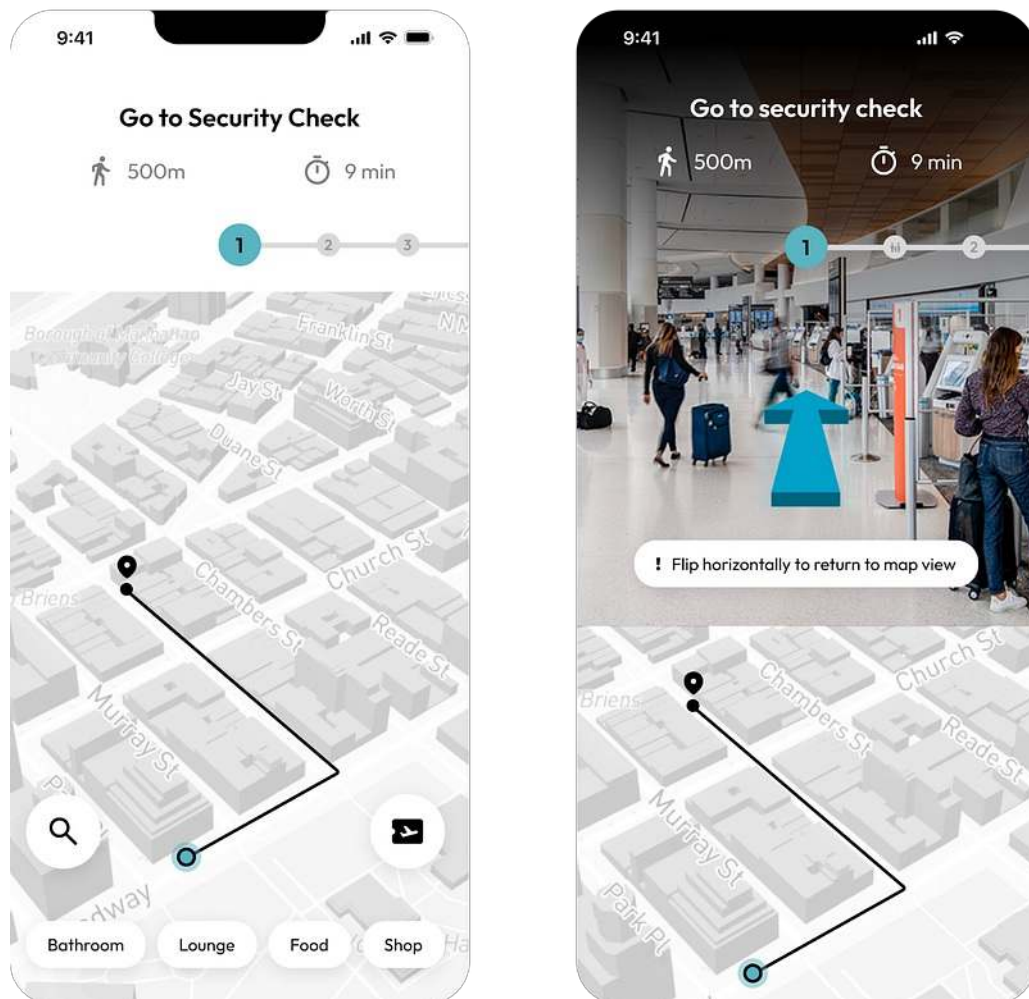 9:41
Go to Security Check
500m
9 min
1
2
3
Franklin St
Jay St
Worth St
Duane St
Church St
Chambers St
Briens
Reade St
Murray St
Bathroom
Lounge
Food
Shop
9:41
Go to security check
500m
9 min
1
2
! Flip horizontally to return to map view
Church St
Chambers St
Briens
Reade St
Murray St
Park Pl